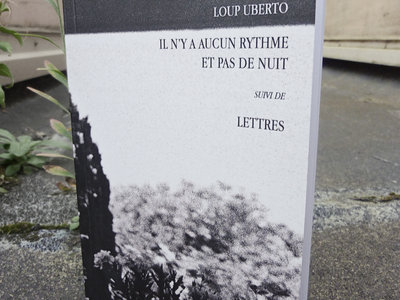 LOUP UBERTO
IL N'Y A AUCUN RYTHME
ET PAS DE NUIT
SUIVI DE
LETTRES